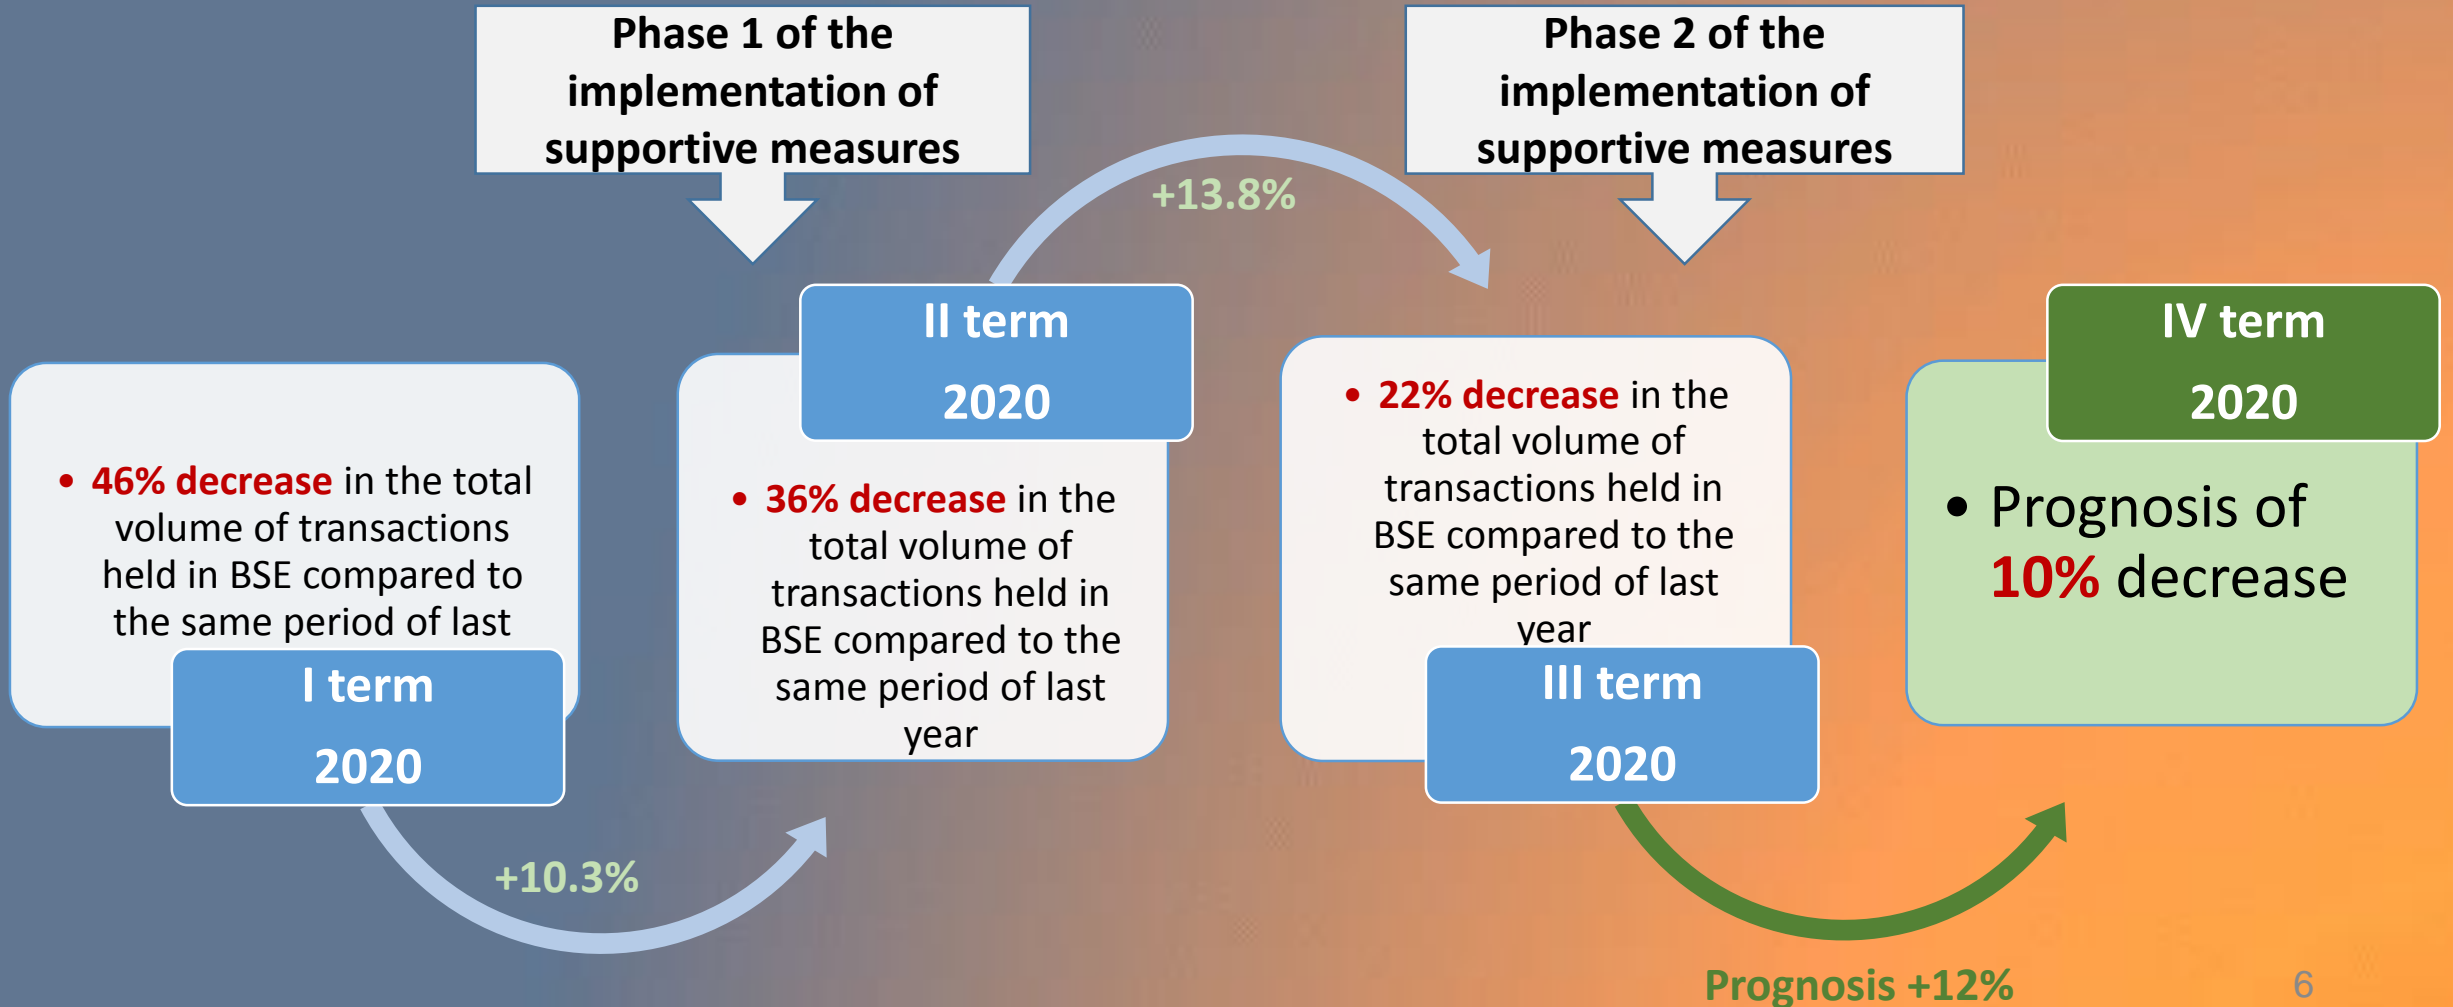 Phase 1 of the
implementation of
supportive measures
Phase 2 of the
implementation of
supportive measures
• 46% decrease in the total
volume of transactions
held in BSE compared to
the same period of last
I term
2020
+10.3%
II term
2020
• 36% decrease in the
total volume of
transactions held in
BSE compared to the
same period of last
year
+13.8%
• 22% decrease in the
total volume of
transactions held in
BSE compared to the
same period of last
year
III term
2020
Prognosis +12%
IV term
2020
• Prognosis of
10% decrease
6